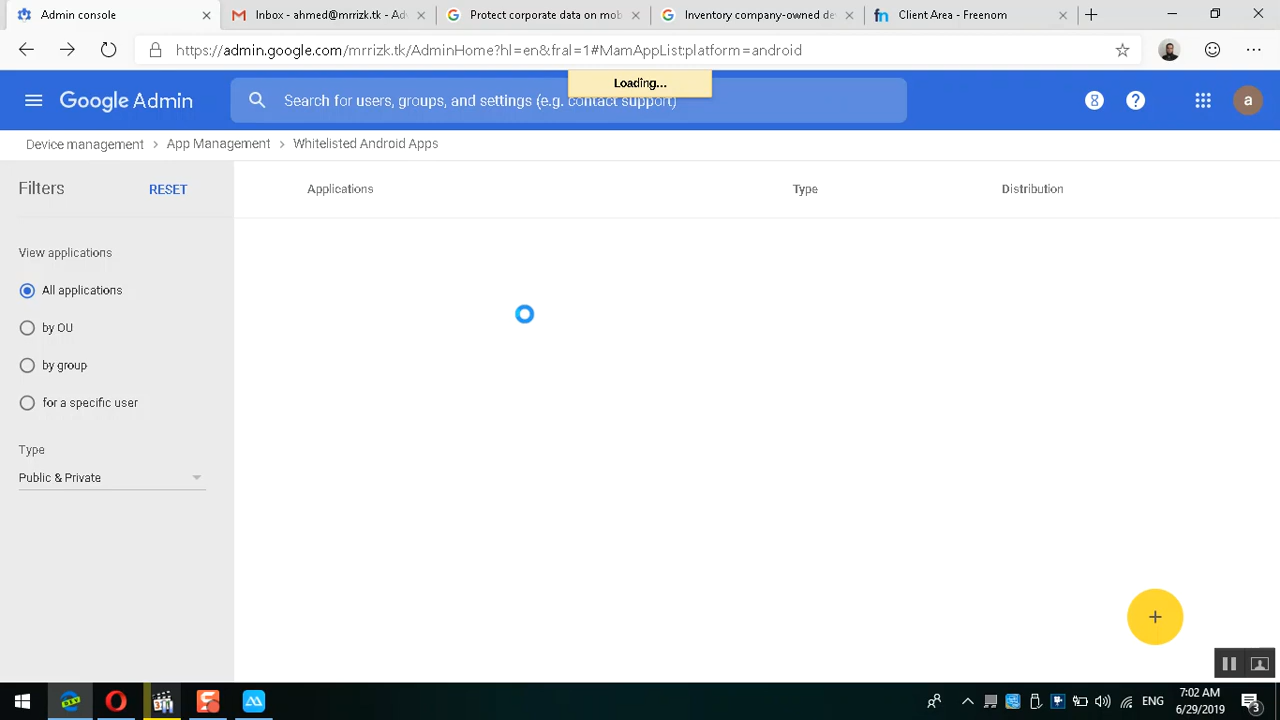 Admin console
Inbox - ahmed@mrrizk.tk - Ad
Protect corporate data on mob
Inventory company-owned de
fn Client Area - Freenom
https://admin.google.com/mrrizk.tk/AdminHome?hl=en&fral=1#MamAppList:platform=android
Loading...
Google Admin
Search for users, groups, and settings (e.g. contact support)
a
Device management > App Management > Whitelisted Android Apps
Filters RESET
Applications Type Distribution
View applications
All applications
by OU
by group
for a specific user
Type
Public & Private
+
ENG
7:02 AM
6/29/2019
3